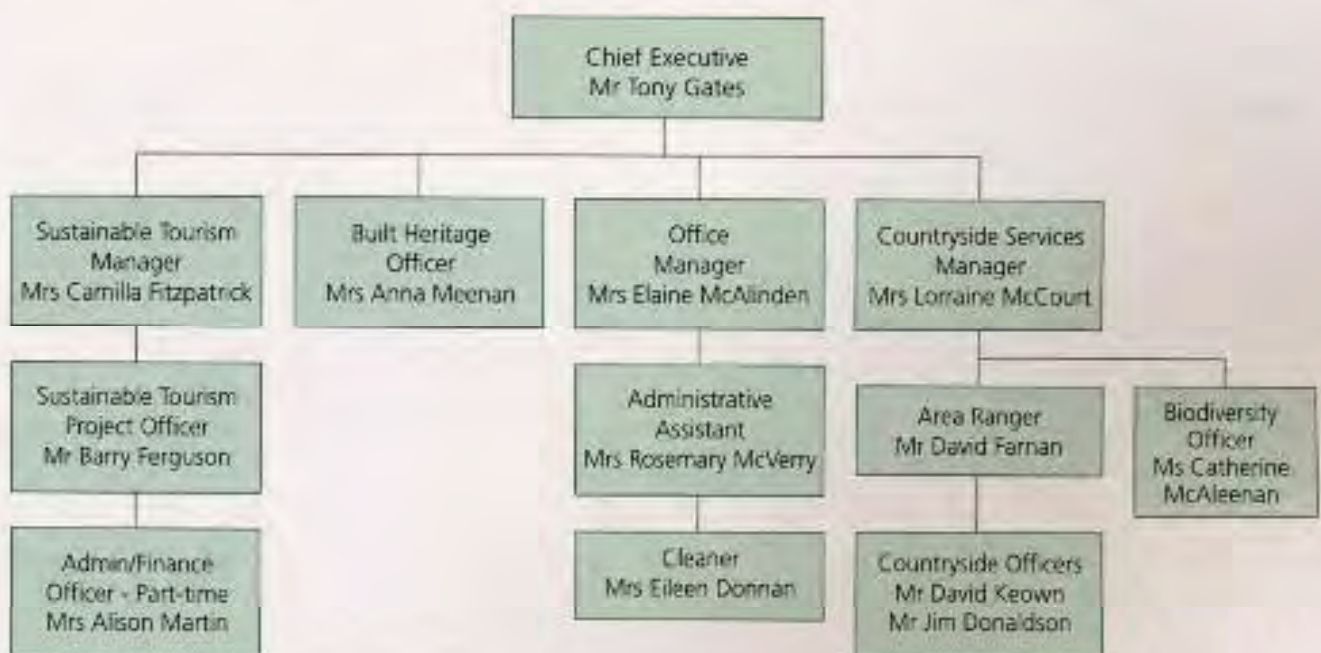 Chief Executive
Mr Tony Gates
Sustainable Tourism
Manager
Mrs Camilla Fitzpatrick
Built Heritage
Officer
Mrs Anna Meenan
Office
Manager
Mrs Elaine McAlinden
Countryside Services
Manager
Mrs Lorraine McCourt
Sustainable Tourism
Project Officer
Mr Barry Ferguson
Administrative
Assistant
Mrs Rosemary McVerry
Area Ranger
Mr David Farnan
Biodiversity
Officer
Ms Catherine
McAleenan
Admin/Finance
Officer - Part-time
Mrs Alison Martin
Cleaner
Mrs Eileen Donnan
Countryside Officers
Mr David Keown
Mr Jim Donaldson